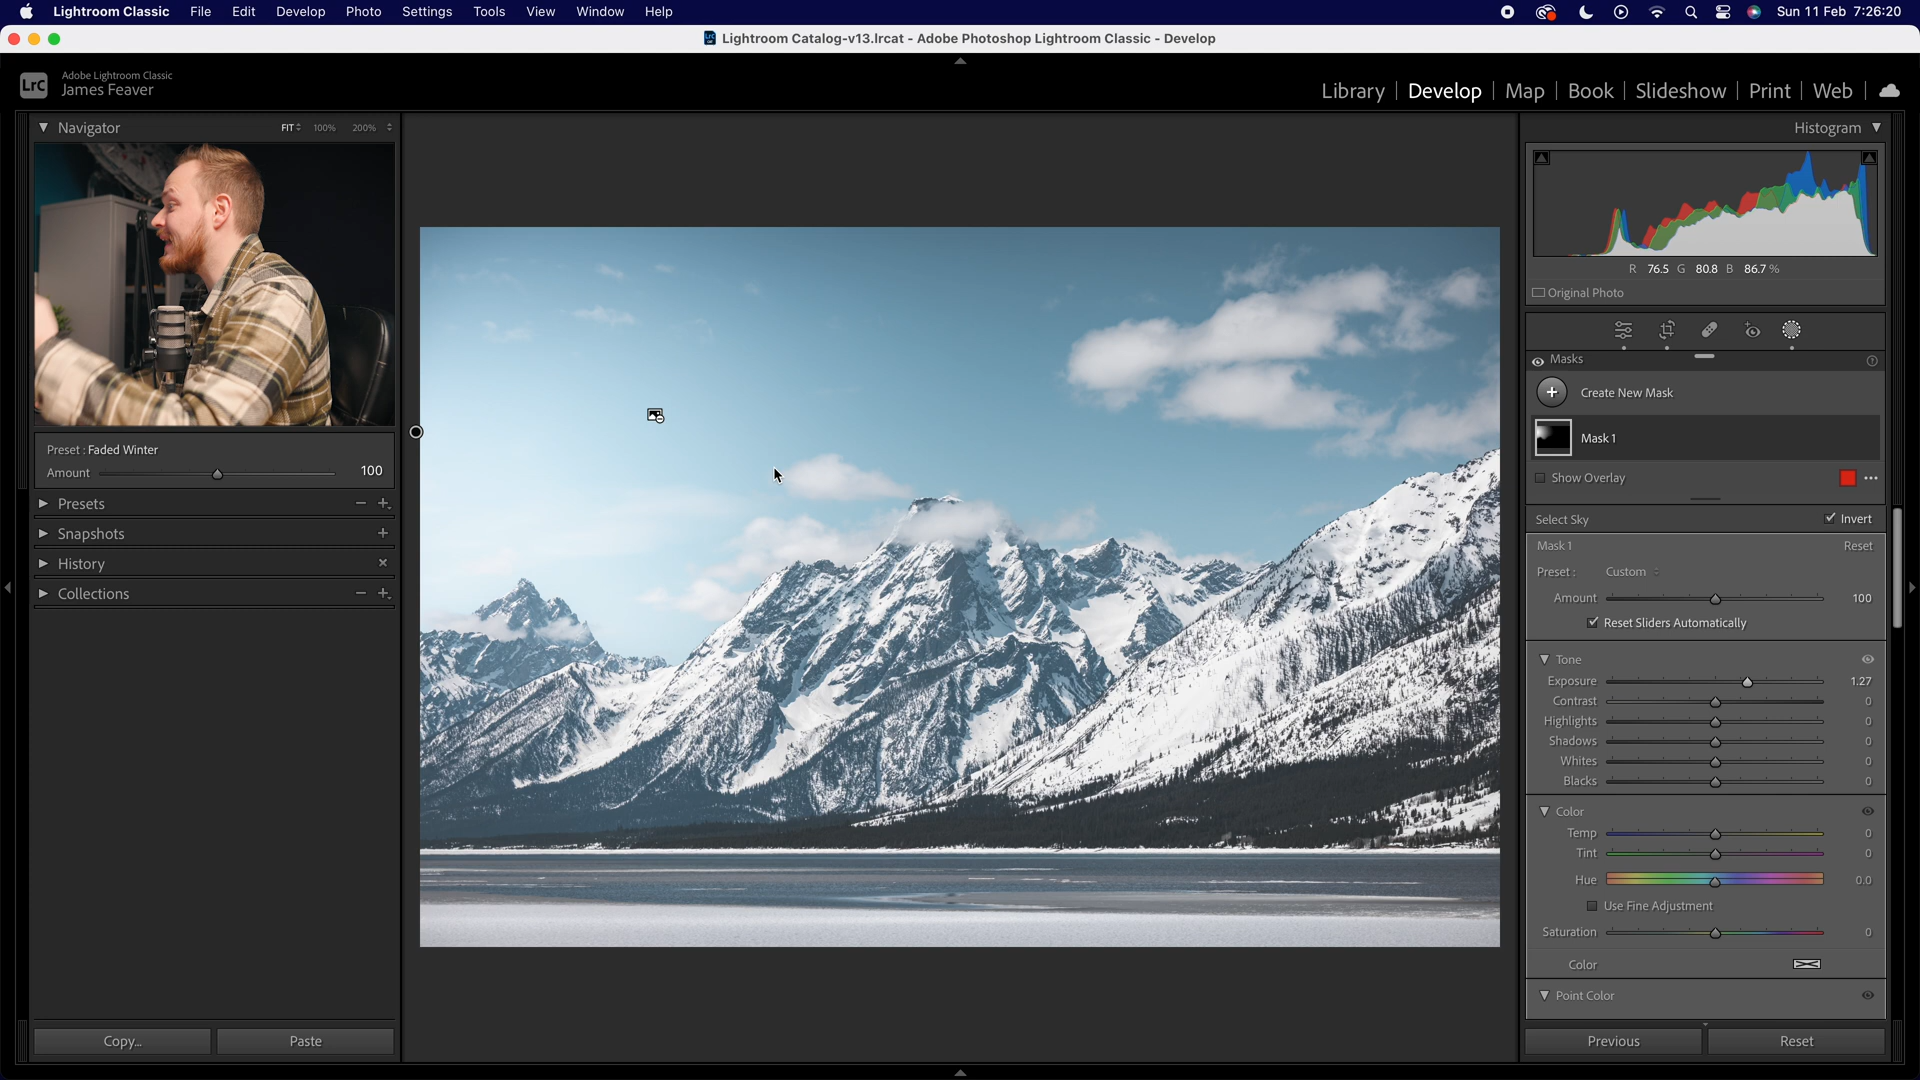 Lightroom Classic File Edit Develop Photo Settings Tools View Window Help Sun 11 Feb 7:26:20
Lightroom Catalog-v13.lrcat - Adobe Photoshop Lightroom Classic - Develop
LrC Adobe Lightroom Classic
James Feaver
Library | Develop | Map | Book | Slideshow | Print | Web |
Navigator FIT 100% 200%
Preset : Faded Winter
Amount 100
Presets
Snapshots
History
Collections
Copy... Paste
Histogram
R 76.5 G 80.8 B 86.7 %
Original Photo
Masks
Create New Mask
Mask 1
Show Overlay
Select Sky Invert
Mask 1 Reset
Preset : Custom
Amount 100
Reset Sliders Automatically
Tone
Exposure 1.27
Contrast 0
Highlights 0
Shadows 0
Whites 0
Blacks 0
Color
Temp 0
Tint 0
Hue 0.0
Use Fine Adjustment
Saturation 0
Color
Point Color
Previous Reset